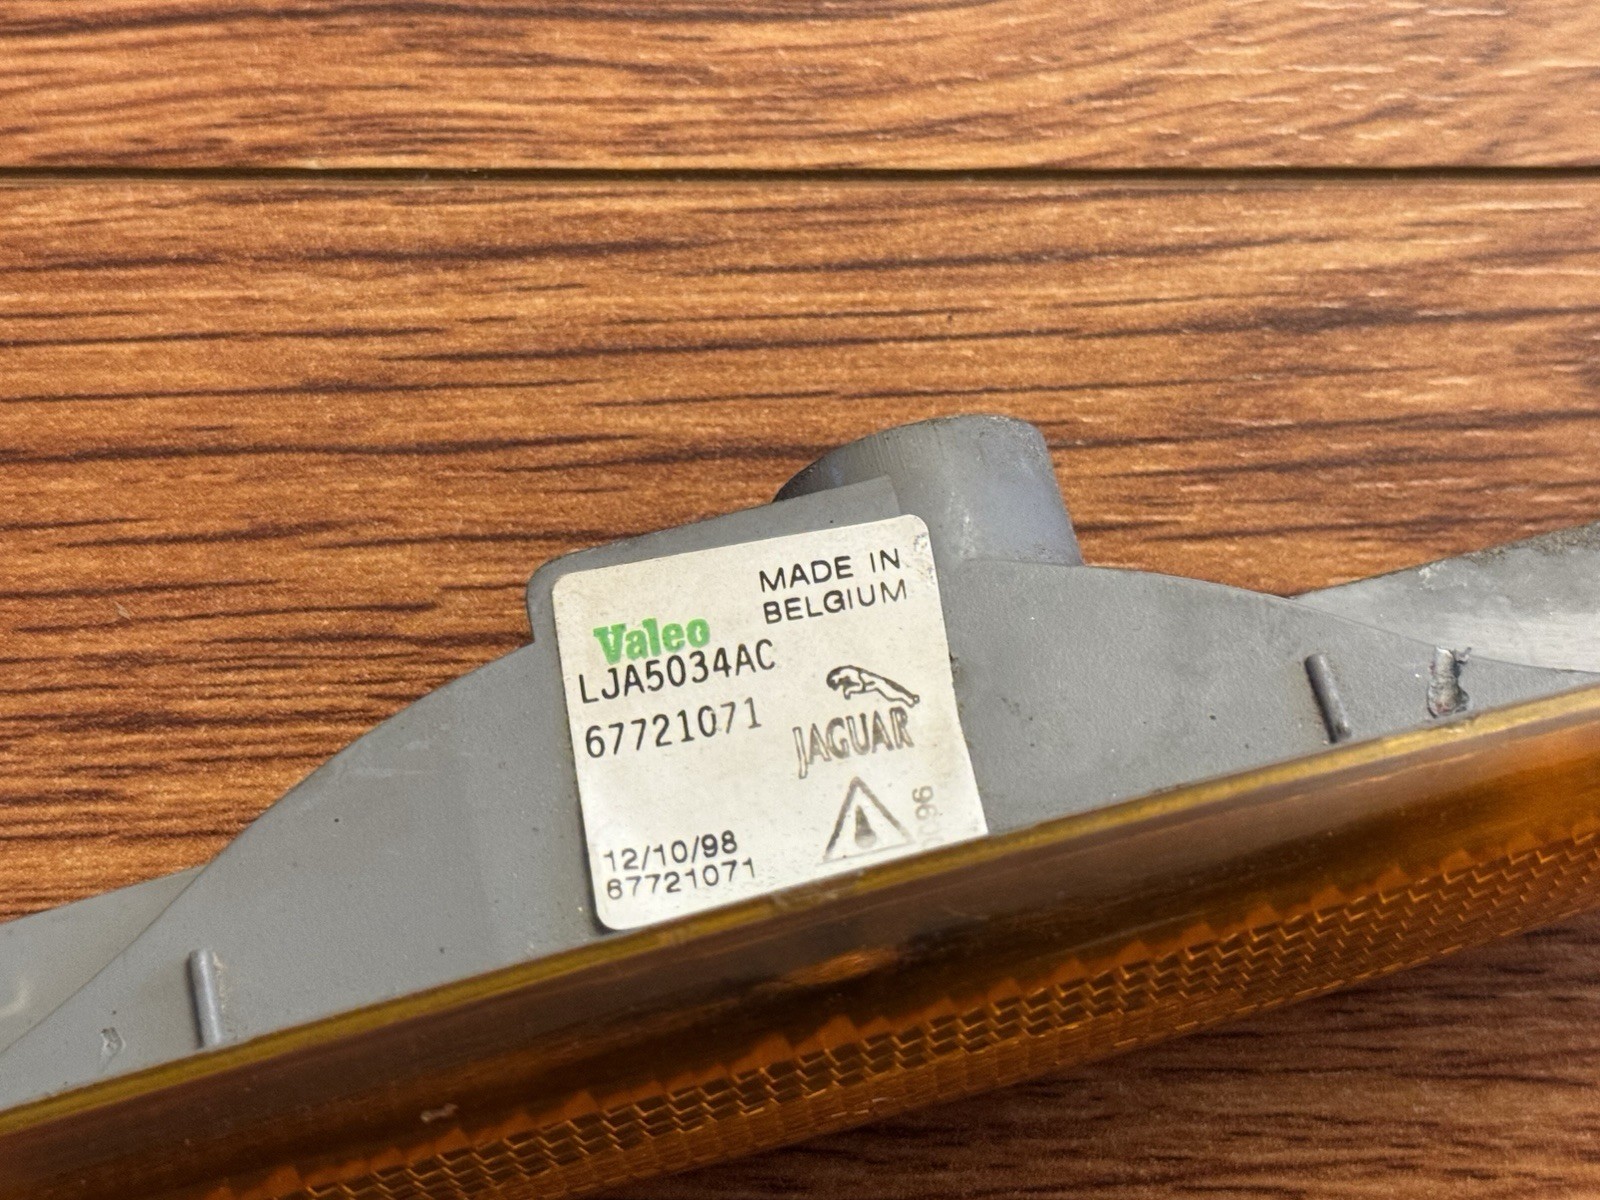 MADE IN
BELGIUM
Valeo
LJA5034AC
67721071
JAGUAR
12/10/98
67721071